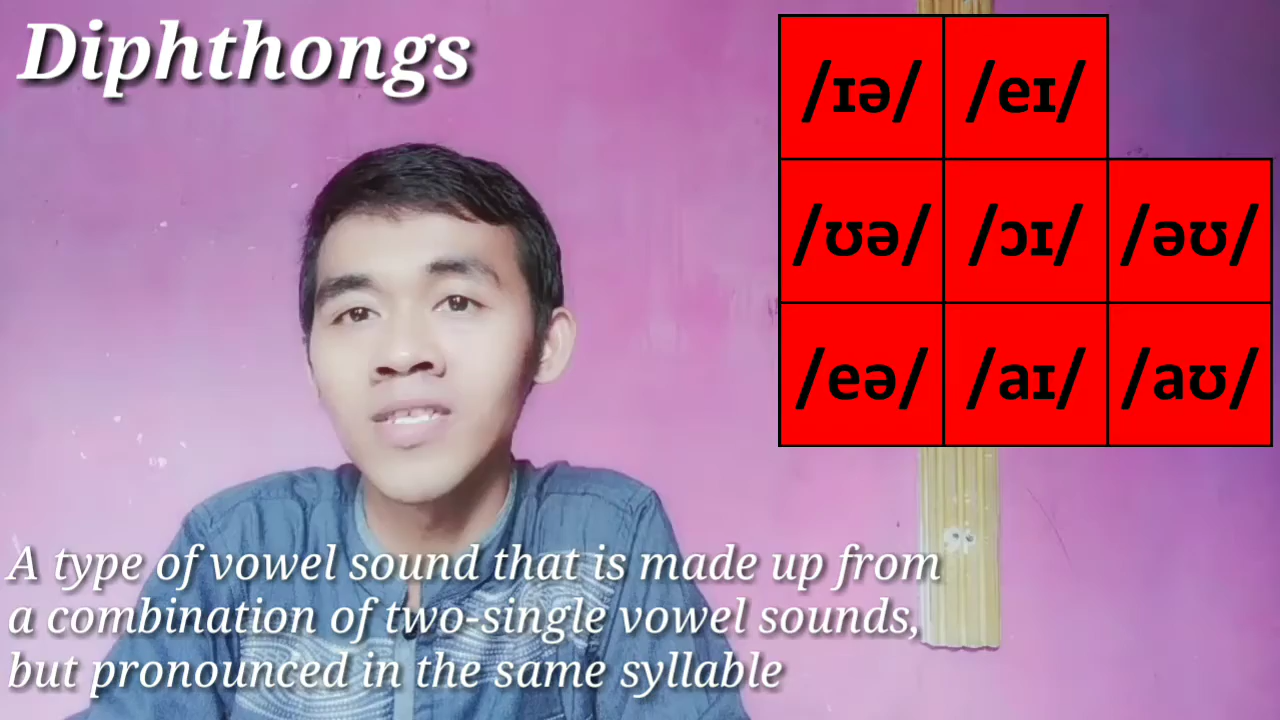 Diphthongs
/ɪə/ /eɪ/
/ʊə/ /ɔɪ/ /əʊ/
/eə/ /aɪ/ /aʊ/
A type of vowel sound that is made up from
a combination of two-single vowel sounds,
but pronounced in the same syllable